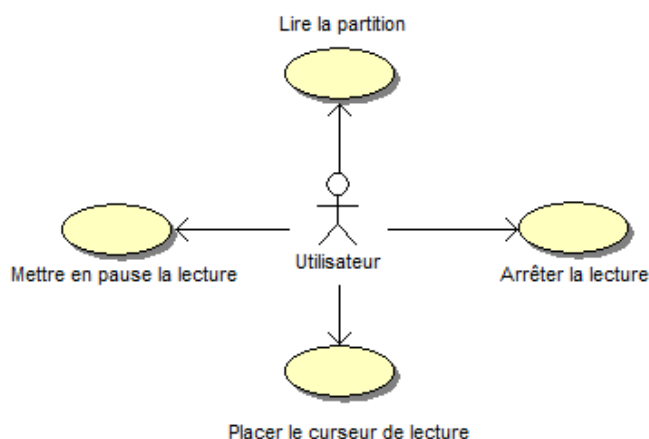 Lire la partition
Utilisateur
Mettre en pause la lecture
Arrêter la lecture
Placer le curseur de lecture